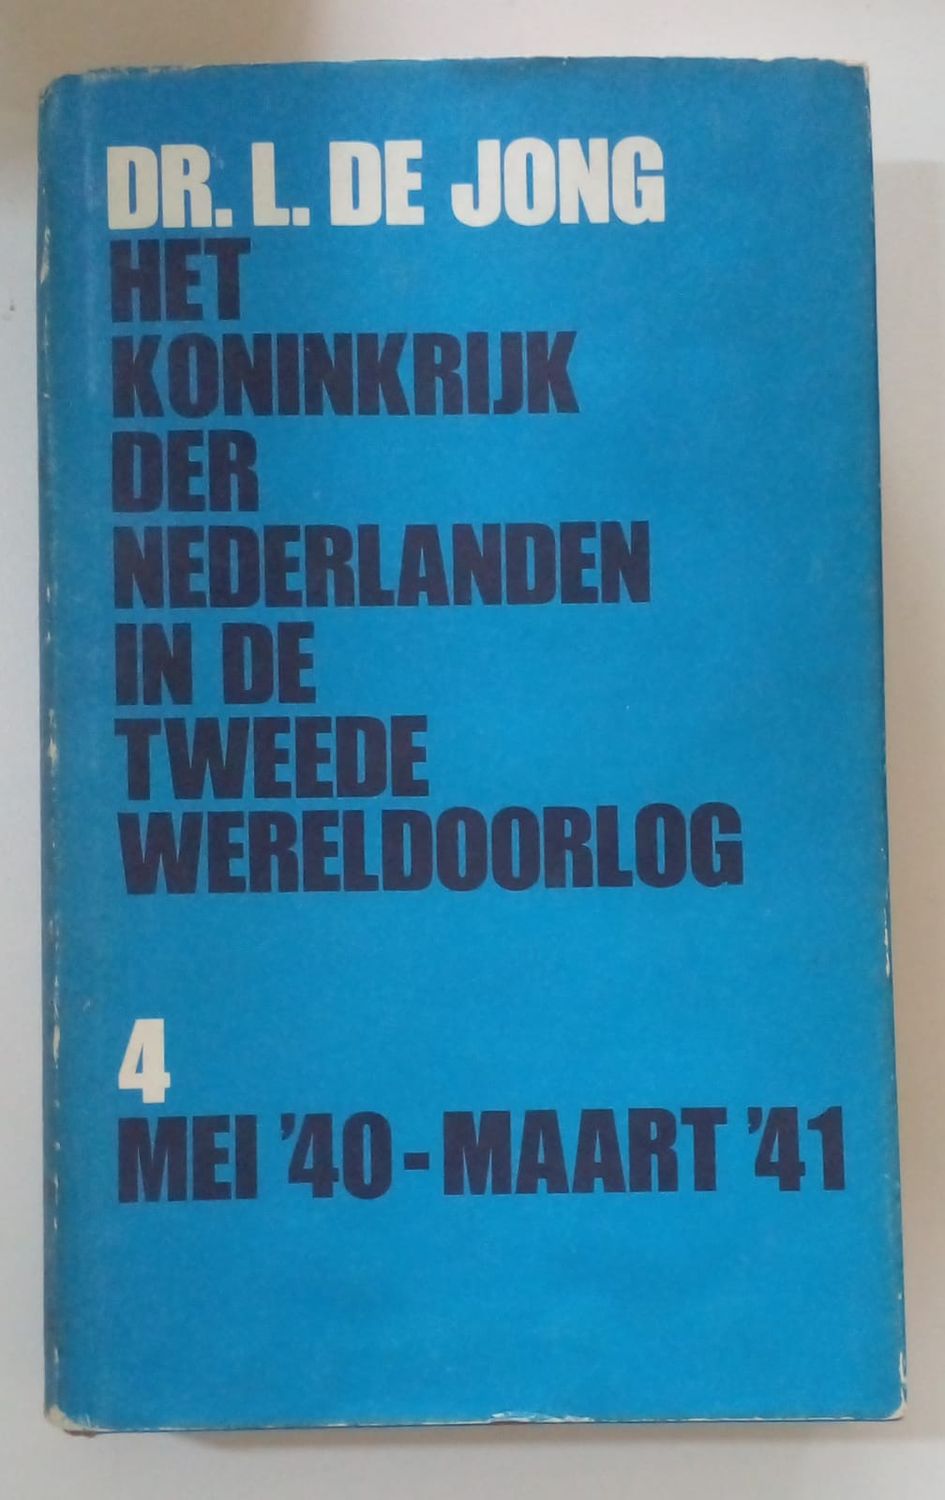 DR. L. DE JONG
HET
KONINKRIJK
DER
NEDERLANDEN
IN DE
TWEEDE
WERELDOORLOG
4
MEI '40 - MAART '41